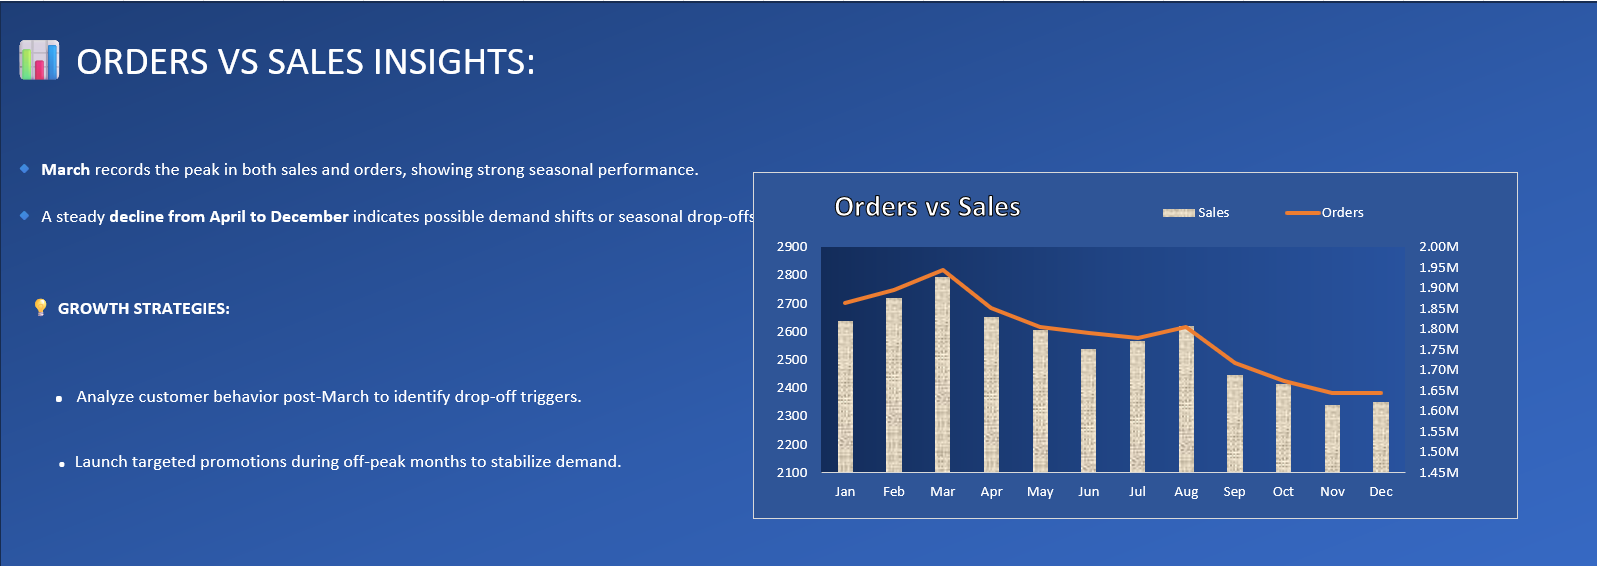 ORDERS VS SALES INSIGHTS:
March records the peak in both sales and orders, showing strong seasonal performance.
A steady decline from April to December indicates possible demand shifts or seasonal drop-offs
GROWTH STRATEGIES:
Analyze customer behavior post-March to identify drop-off triggers.
Launch targeted promotions during off-peak months to stabilize demand.
Orders vs Sales
Sales Orders
2900 2.00M
2800 1.95M
1.90M
2700 1.85M
2600 1.80M
1.75M
2500 1.70M
2400 1.65M
2300 1.60M
1.55M
2200 1.50M
2100 1.45M
Jan Feb Mar Apr May Jun Jul Aug Sep Oct Nov Dec